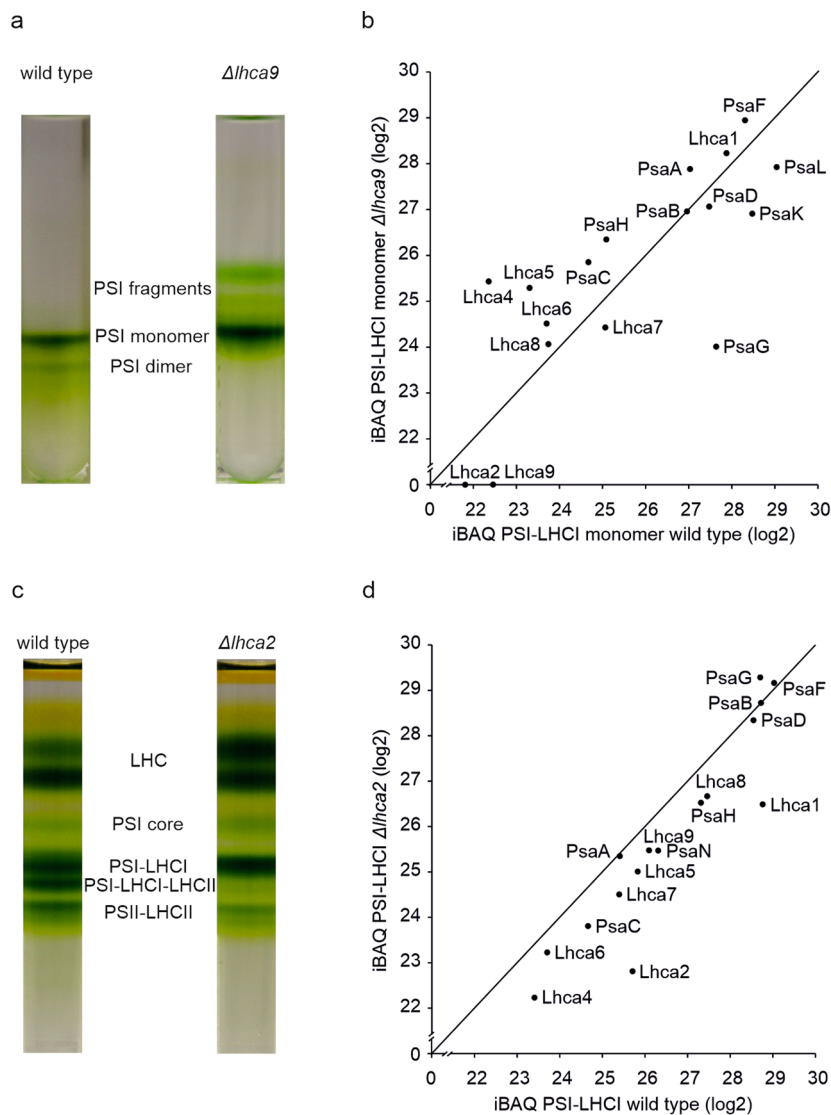 a
wild type
Δlhca9
PSI fragments
PSI monomer
PSI dimer
b
iBAQ PSI-LHCI monomer Δlhca9 (log2)
30
29
28
27
26
25
24
23
22
0
PsaF
Lhca1
PsaA
PsaL
PsaD
PsaB
PsaK
PsaH
PsaC
Lhca5
Lhca4
Lhca6
Lhca8
Lhca7
PsaG
Lhca2 Lhca9
0 22 23 24 25 26 27 28 29 30
iBAQ PSI-LHCI monomer wild type (log2)
c
wild type
Δlhca2
LHC
PSI core
PSI-LHCI
PSI-LHCI-LHCII
PSII-LHCII
d
iBAQ PSI-LHCI Δlhca2 (log2)
30
29
28
27
26
25
24
23
22
0
PsaG
PsaF
PsaB
PsaD
Lhca8
PsaH
Lhca1
Lhca9
PsaA
PsaN
Lhca5
Lhca7
PsaC
Lhca6
Lhca2
Lhca4
0 22 23 24 25 26 27 28 29 30
iBAQ PSI-LHCI wild type (log2)